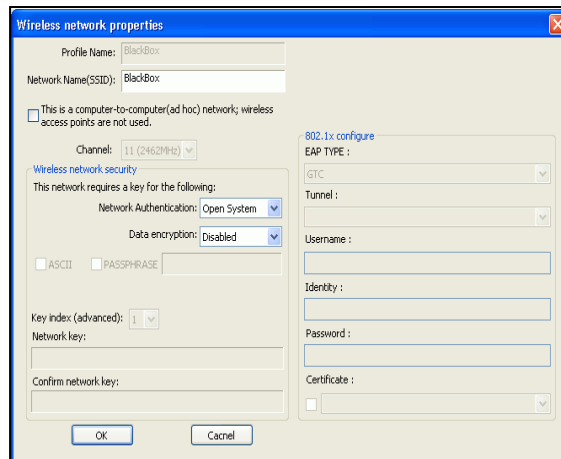 Wireless network properties
Profile Name: BlackBox
Network Name(SSID): BlackBox
This is a computer-to-computer(ad hoc) network; wireless
access points are not used.
Channel: 11 (2462MHz)
Wireless network security
This network requires a key for the following:
Network Authentication: Open System
Data encryption: Disabled
ASCII PASSPHRASE
Key index (advanced): 1
Network key:
Confirm network key:
OK Cacnel
802.1x configure
EAP TYPE :
GTC
Tunnel :
Username :
Identity :
Password :
Certificate :